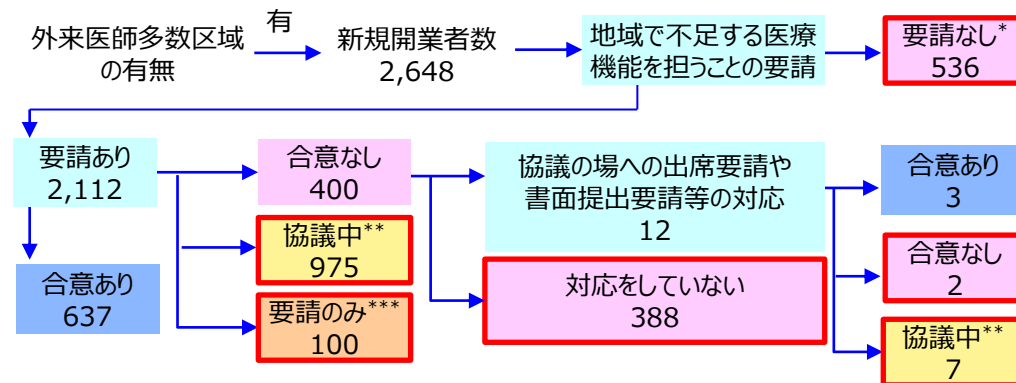 外来医師多数区域
の有無
有
新規開業者数
2,648
地域で不足する医療
機能を担うことの要請
要請なし*
536
要請あり
2,112
合意なし
400
協議の場への出席要請や
書面提出要請等の対応
12
合意あり
3
協議中**
975
合意なし
2
合意あり
637
対応をしていない
388
要請のみ***
100
協議中**
7